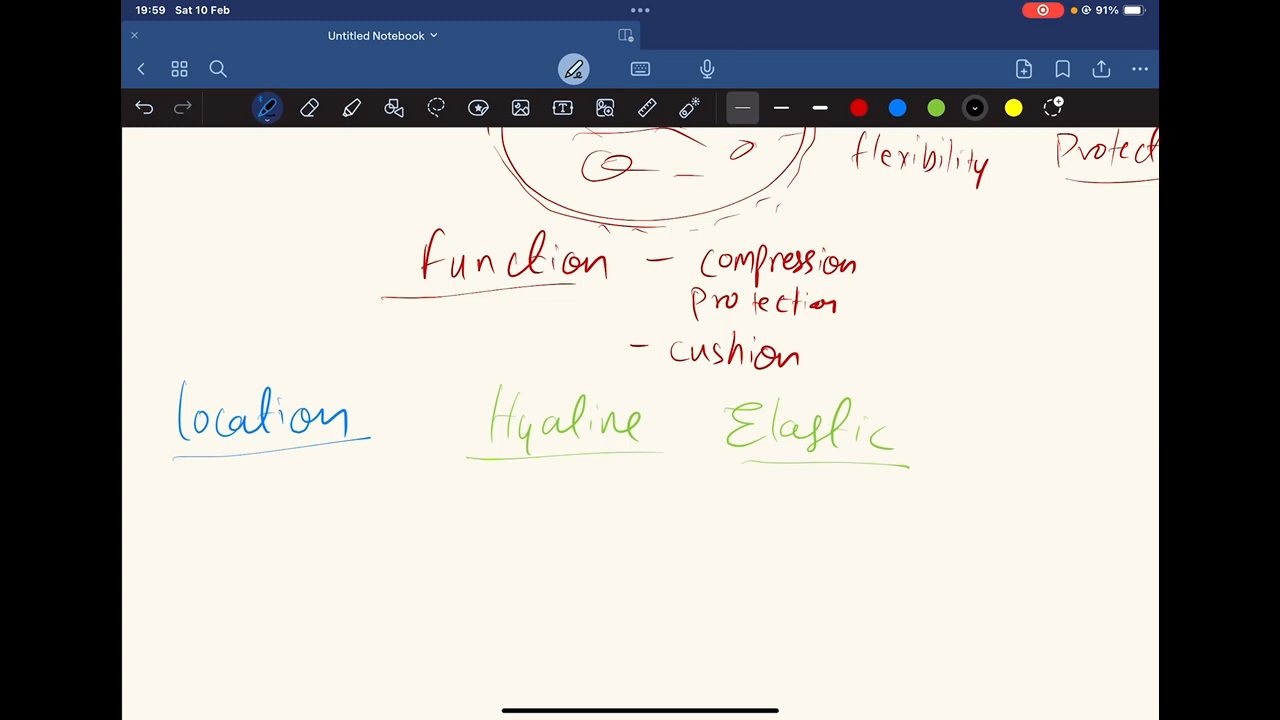 19:59 Sat 10 Feb
91%
Untitled Notebook
flexibility Protect
function - compression
protection
- cushion
location Hyaline Elastic